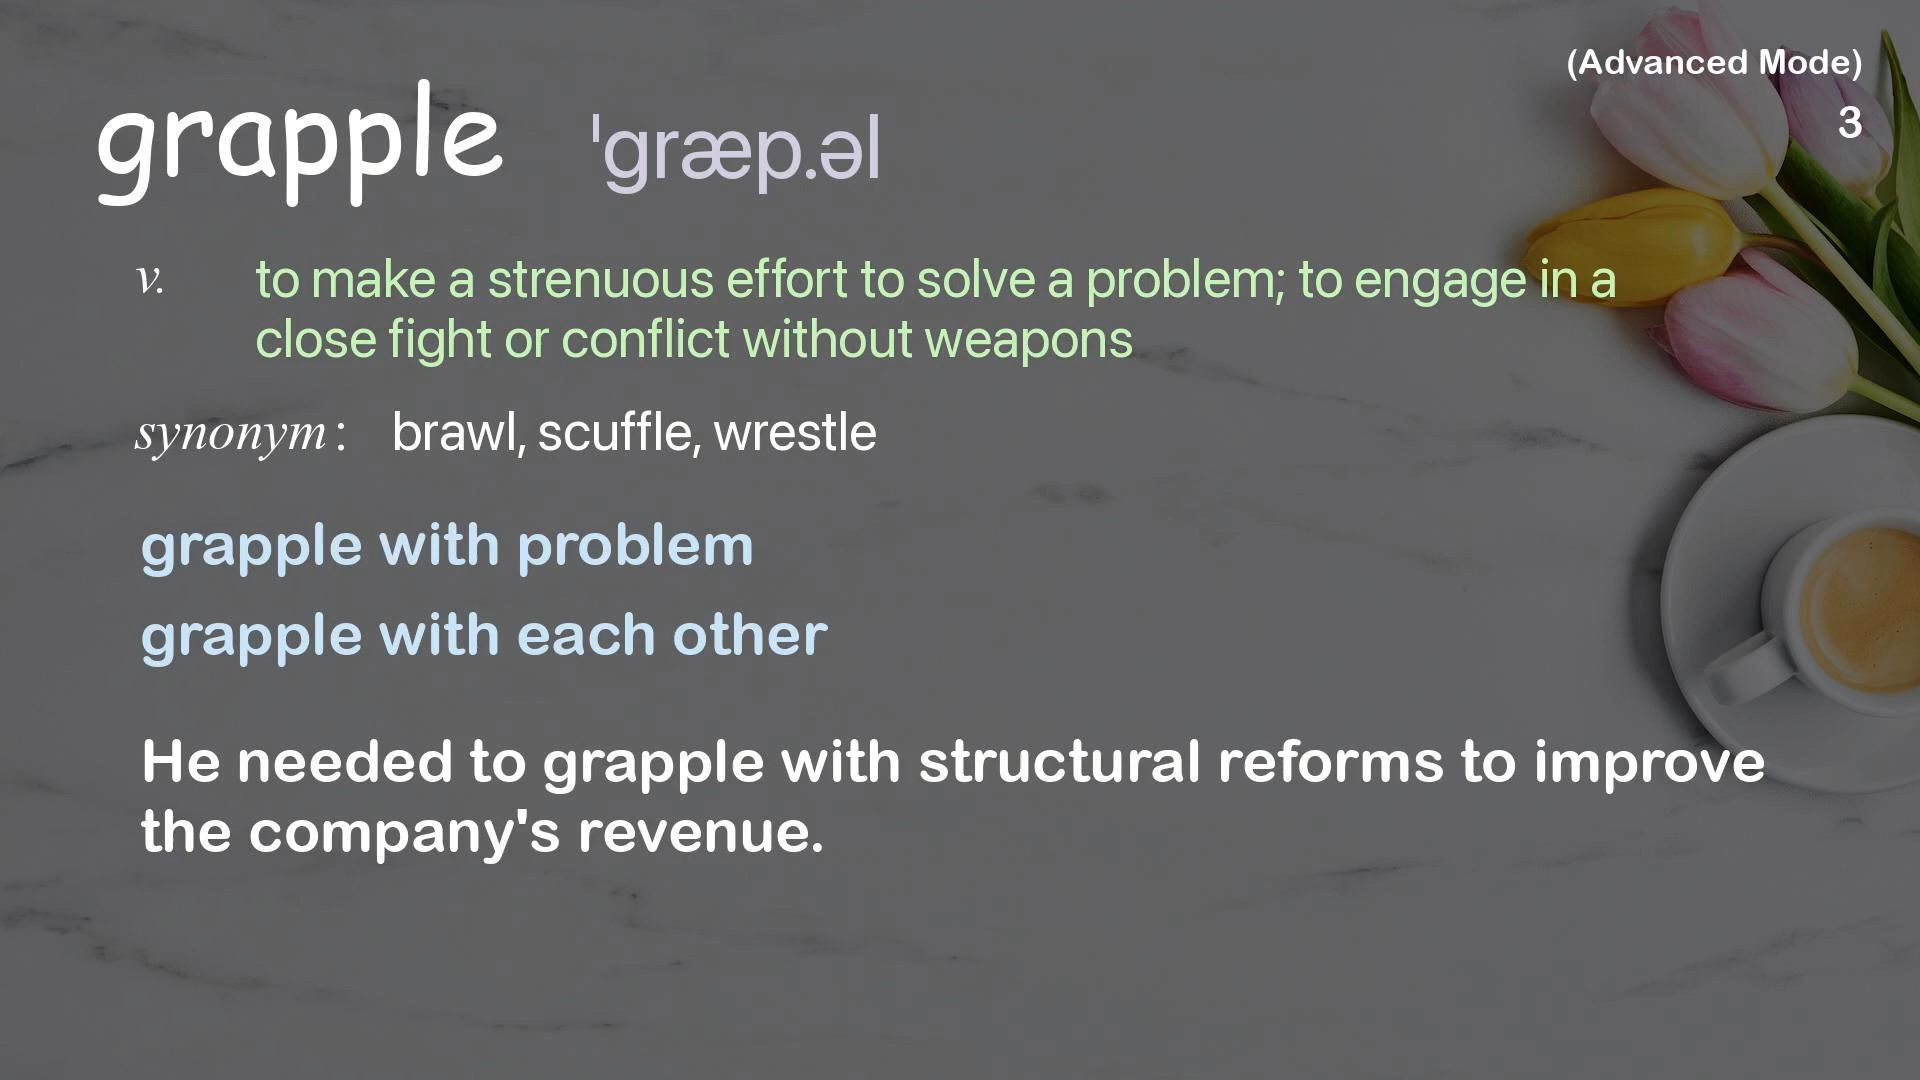 (Advanced Mode)
3
grapple ˈɡræp.əl
v. to make a strenuous effort to solve a problem; to engage in a
close fight or conflict without weapons
synonym: brawl, scuffle, wrestle
grapple with problem
grapple with each other
He needed to grapple with structural reforms to improve
the company's revenue.